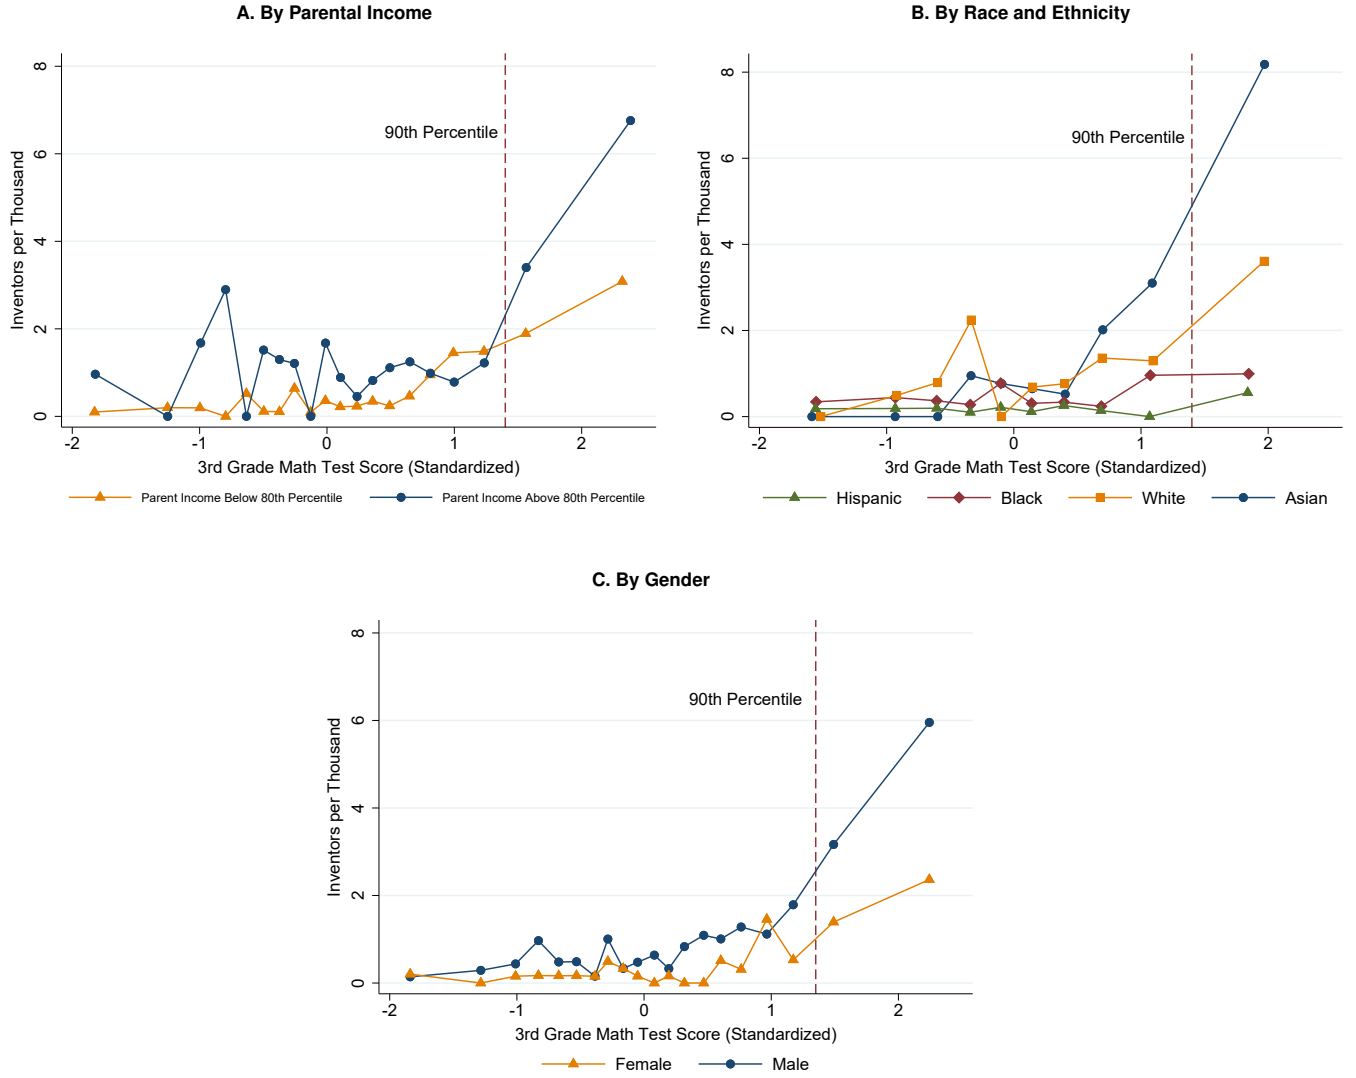 A. By Parental Income
8
6
4
2
0
Inventors per Thousand
90th Percentile
-2 -1 0 1 2
3rd Grade Math Test Score (Standardized)
Parent Income Below 80th Percentile Parent Income Above 80th Percentile
B. By Race and Ethnicity
8
6
4
2
0
Inventors per Thousand
90th Percentile
-2 -1 0 1 2
3rd Grade Math Test Score (Standardized)
Hispanic Black White Asian
C. By Gender
8
6
4
2
0
Inventors per Thousand
90th Percentile
-2 -1 0 1 2
3rd Grade Math Test Score (Standardized)
Female Male